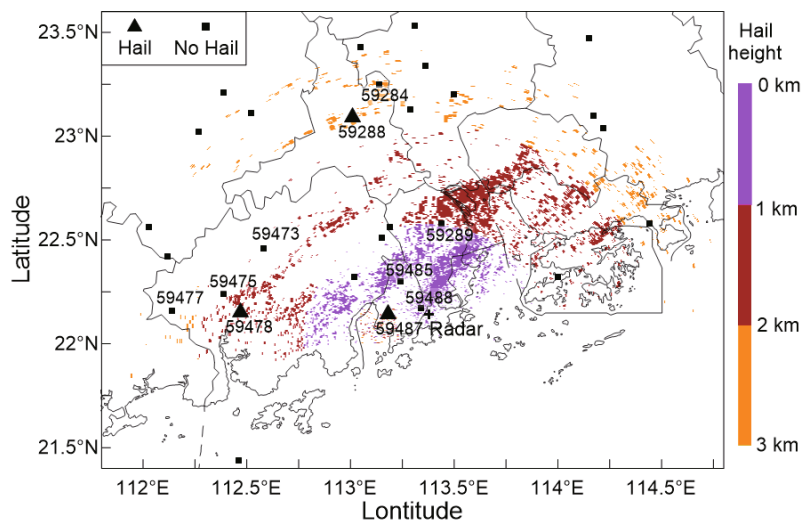 23.5°N
23°N
22.5°N
22°N
21.5°N
Latitude
Hail No Hail
59284
59288
59473
59289
59475
59485
59477
59488
59478
59487 Radar
112°E 112.5°E 113°E 113.5°E 114°E 114.5°E
Lontitude
Hail
height
0 km
1 km
2 km
3 km